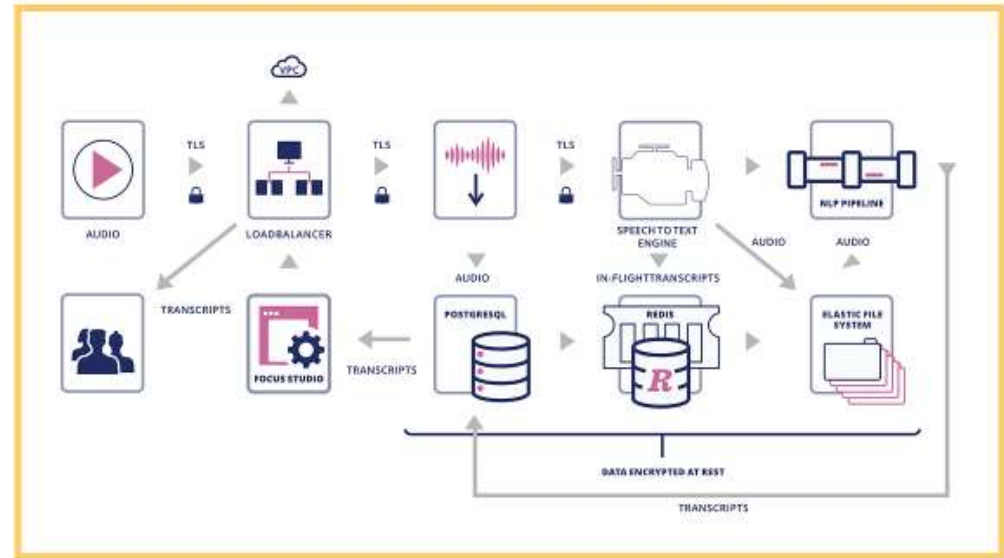 VPC
TLS
TLS
TLS
AUDIO
LOADBALANCER
SPEECH TO TEXT
ENGINE
NLP PIPELINE
AUDIO
AUDIO
AUDIO
IN-FLIGHTTRANSCRIPTS
TRANSCRIPTS
POSTGRESQL
REDIS
ELASTIC FILE
SYSTEM
R
FOCUS STUDIO
TRANSCRIPTS
DATA ENCRYPTED AT REST
TRANSCRIPTS